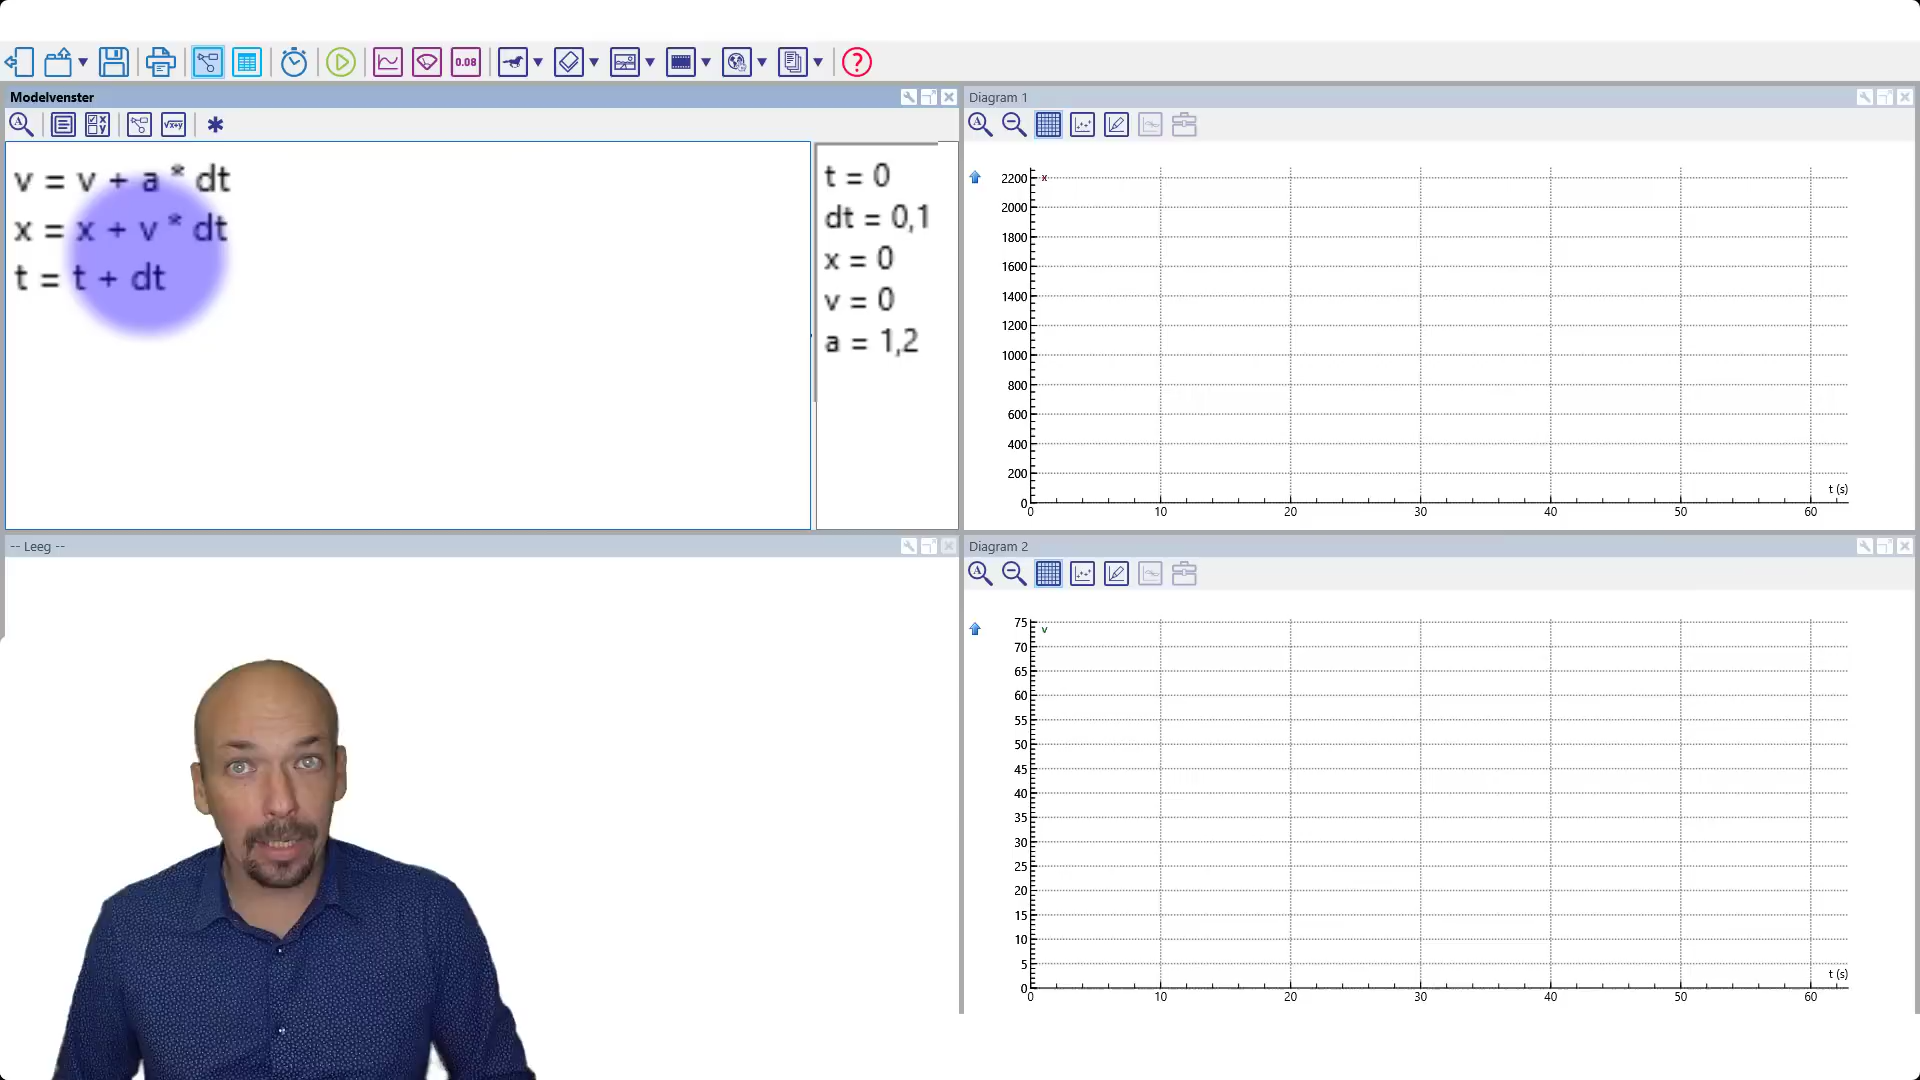 0.08
?
Modelvenster
v = v + a * dt
x = x + v * dt
t = t + dt
t = 0
dt = 0,1
x = 0
v = 0
a = 1,2
Diagram 1
2200
x
2000
1800
1600
1400
1200
1000
800
600
400
200
0
t (s)
0 10 20 30 40 50 60
-- Leeg --
Diagram 2
75
v
70
65
60
55
50
45
40
35
30
25
20
15
10
5
0
t (s)
0 10 20 30 40 50 60